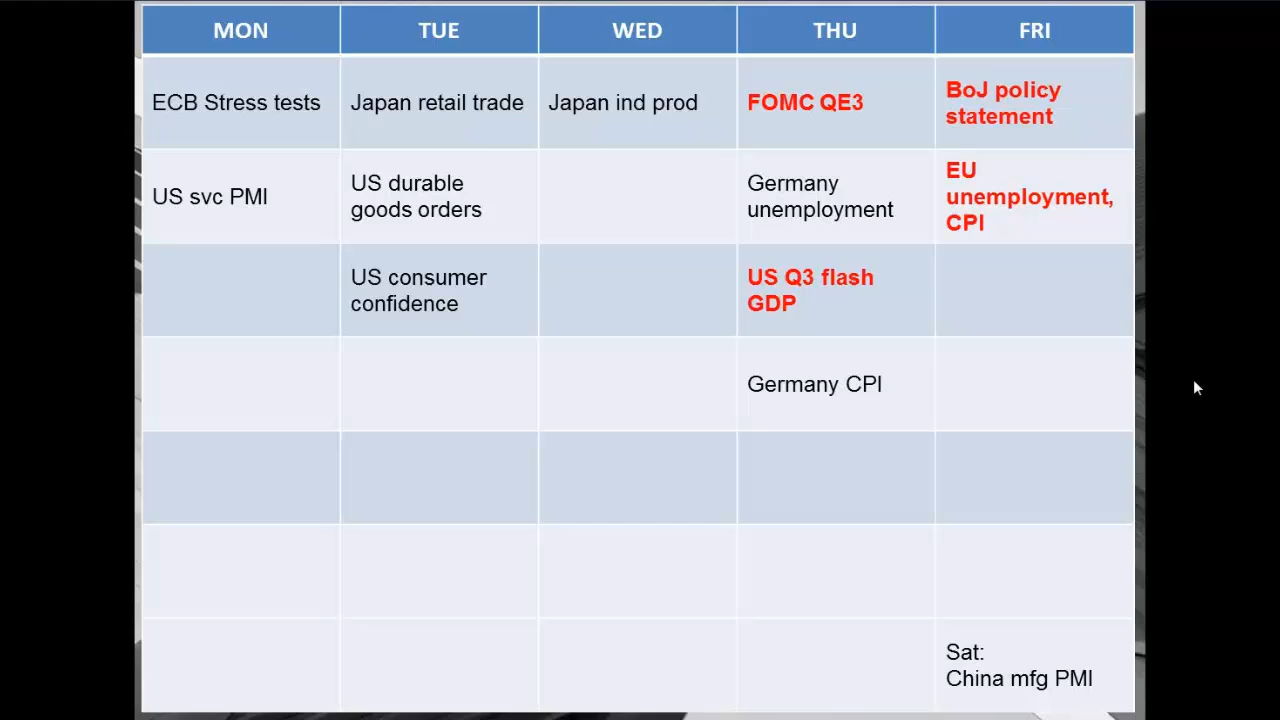 MON TUE WED THU FRI
ECB Stress tests
Japan retail trade
Japan ind prod
FOMC QE3
BoJ policy
statement
US svc PMI
US durable
goods orders
Germany
unemployment
EU
unemployment,
CPI
US consumer
confidence
US Q3 flash
GDP
Germany CPI
Sat:
China mfg PMI